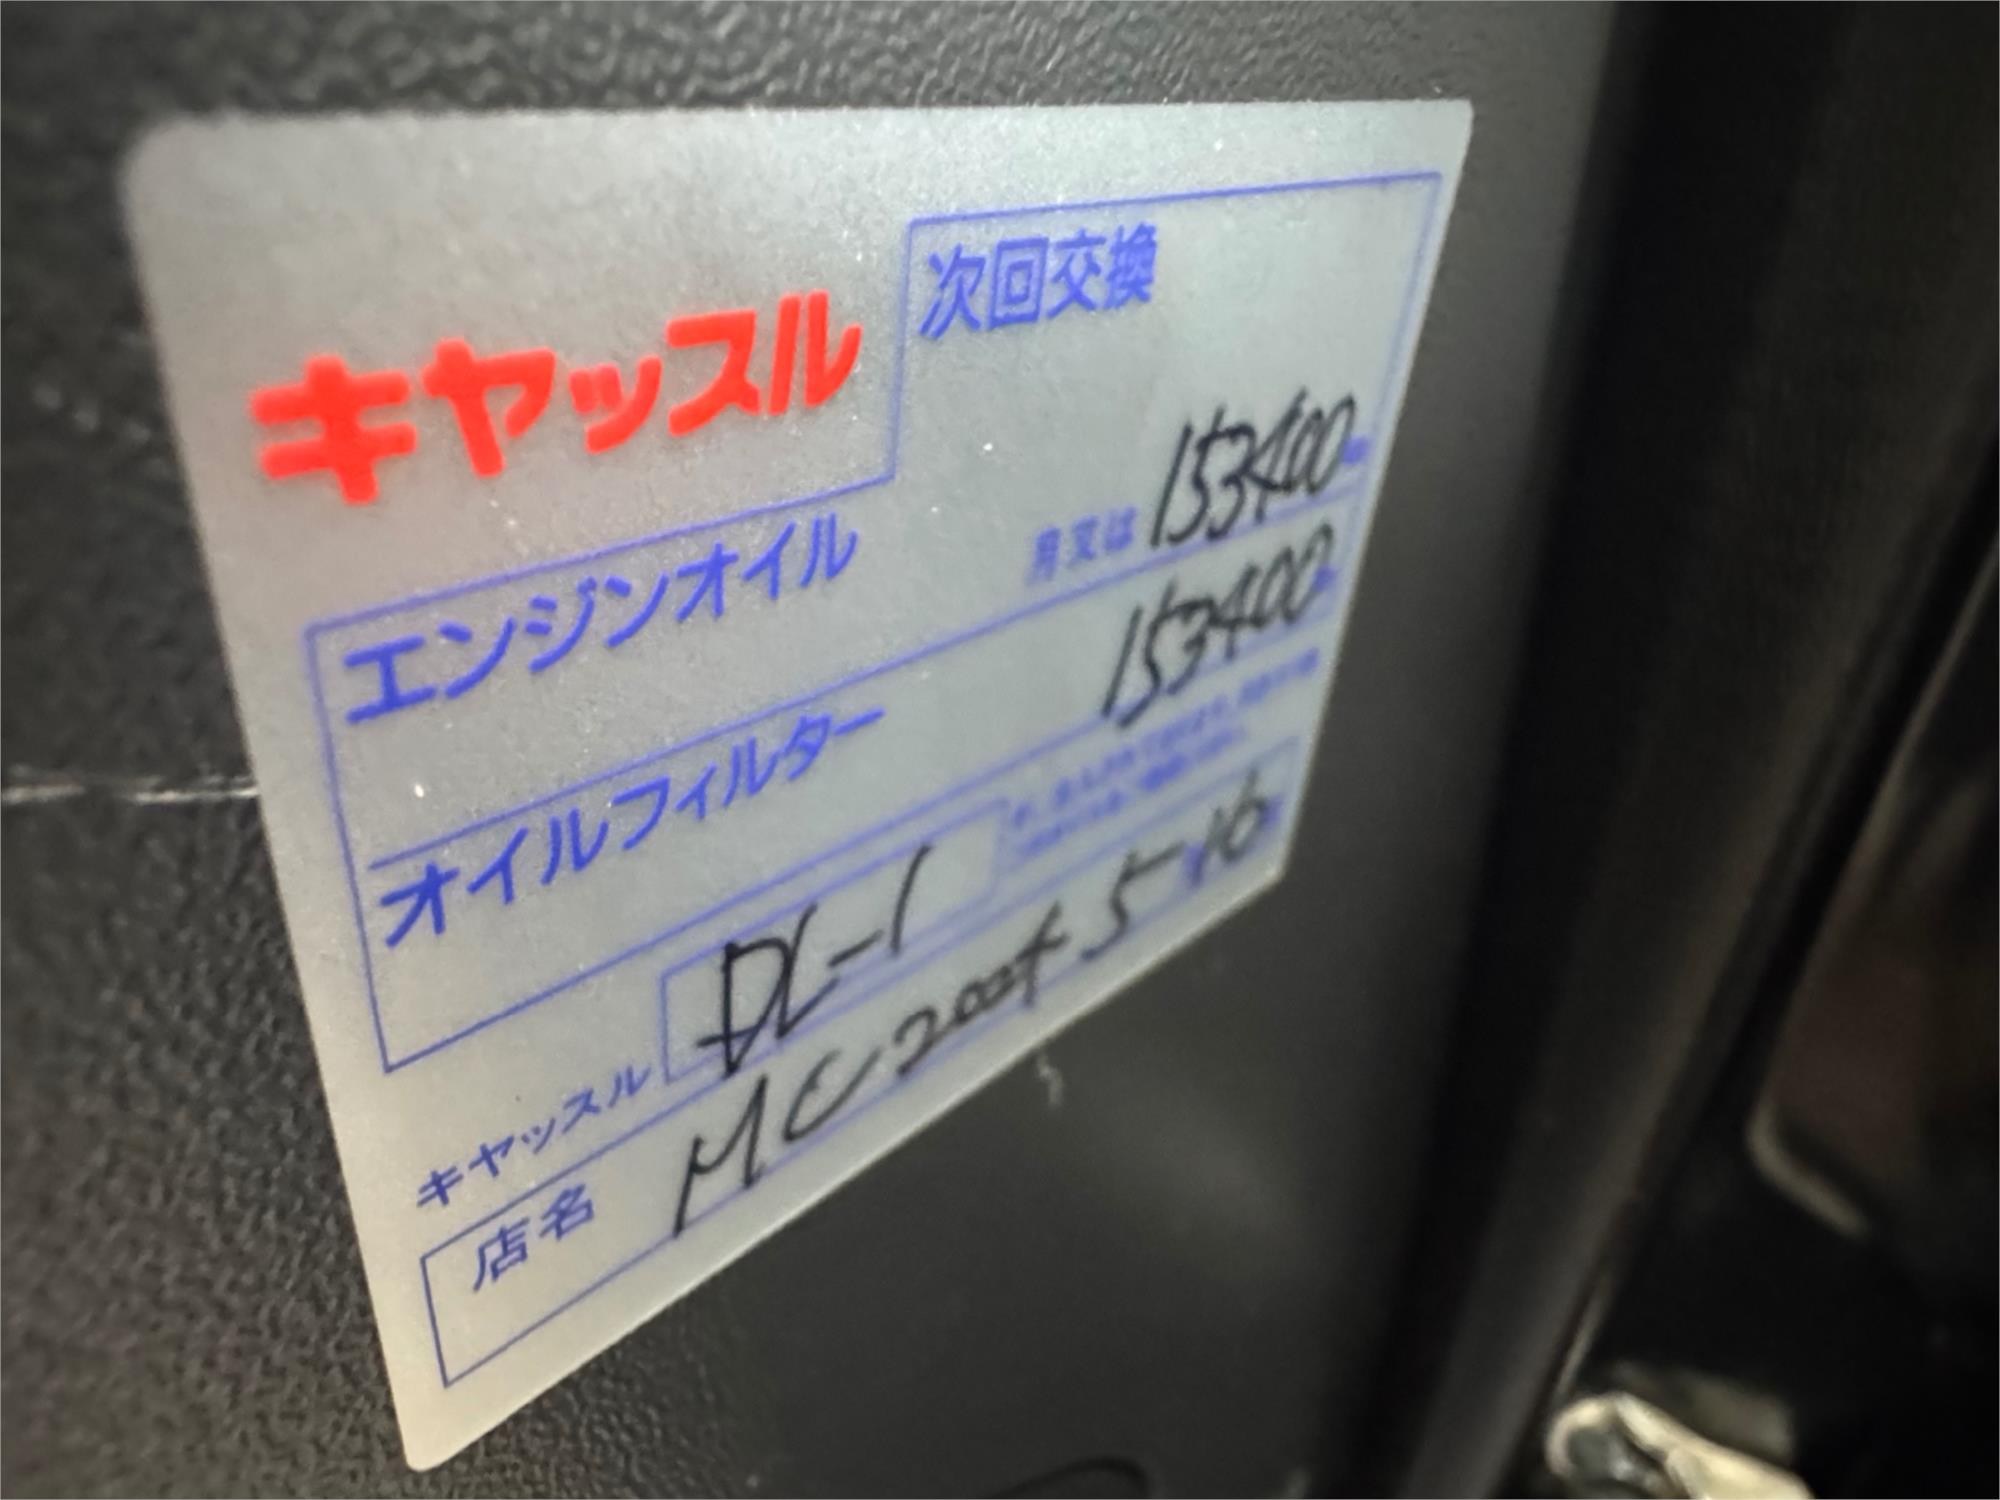 キャッスル
次回交換
エンジンオイル 月又は 153400
オイルフィルター 153400
キャッスル DL-1
店名 MC 5 16